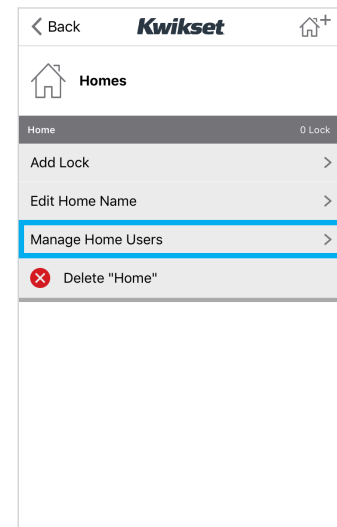 Back Kwikset
Homes
Home 0 Lock
Add Lock
Edit Home Name
Manage Home Users
Delete "Home"